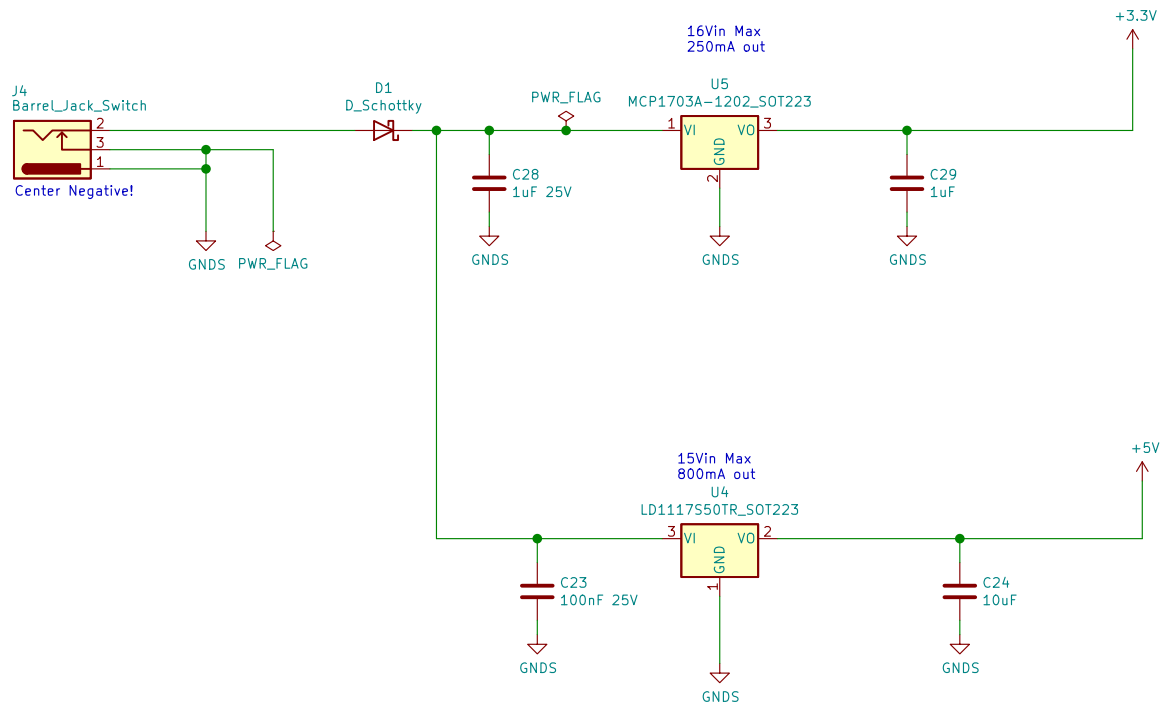 +3.3V
16Vin Max
250mA out
J4
Barrel_Jack_Switch
2
3
1
Center Negative!
D1
D_Schottky
PWR_FLAG
U5
MCP1703A-1202_SOT223
1
VI
VO
3
GND
2
C28
1uF 25V
C29
1uF
GNDS
PWR_FLAG
GNDS
GNDS
GNDS
+5V
15Vin Max
800mA out
U4
LD1117S50TR_SOT223
3
VI
VO
2
GND
1
C23
100nF 25V
C24
10uF
GNDS
GNDS
GNDS